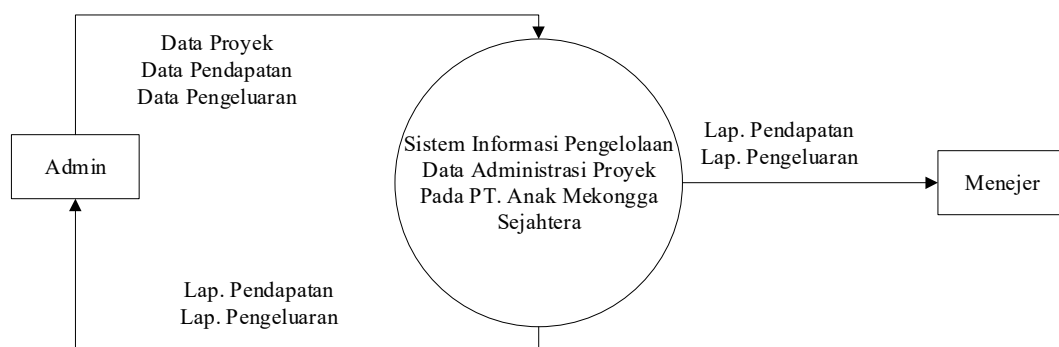 Data Proyek
Data Pendapatan
Data Pengeluaran
Admin
Sistem Informasi Pengelolaan
Data Administrasi Proyek
Pada PT. Anak Mekongga
Sejahtera
Lap. Pendapatan
Lap. Pengeluaran
Menejer
Lap. Pendapatan
Lap. Pengeluaran